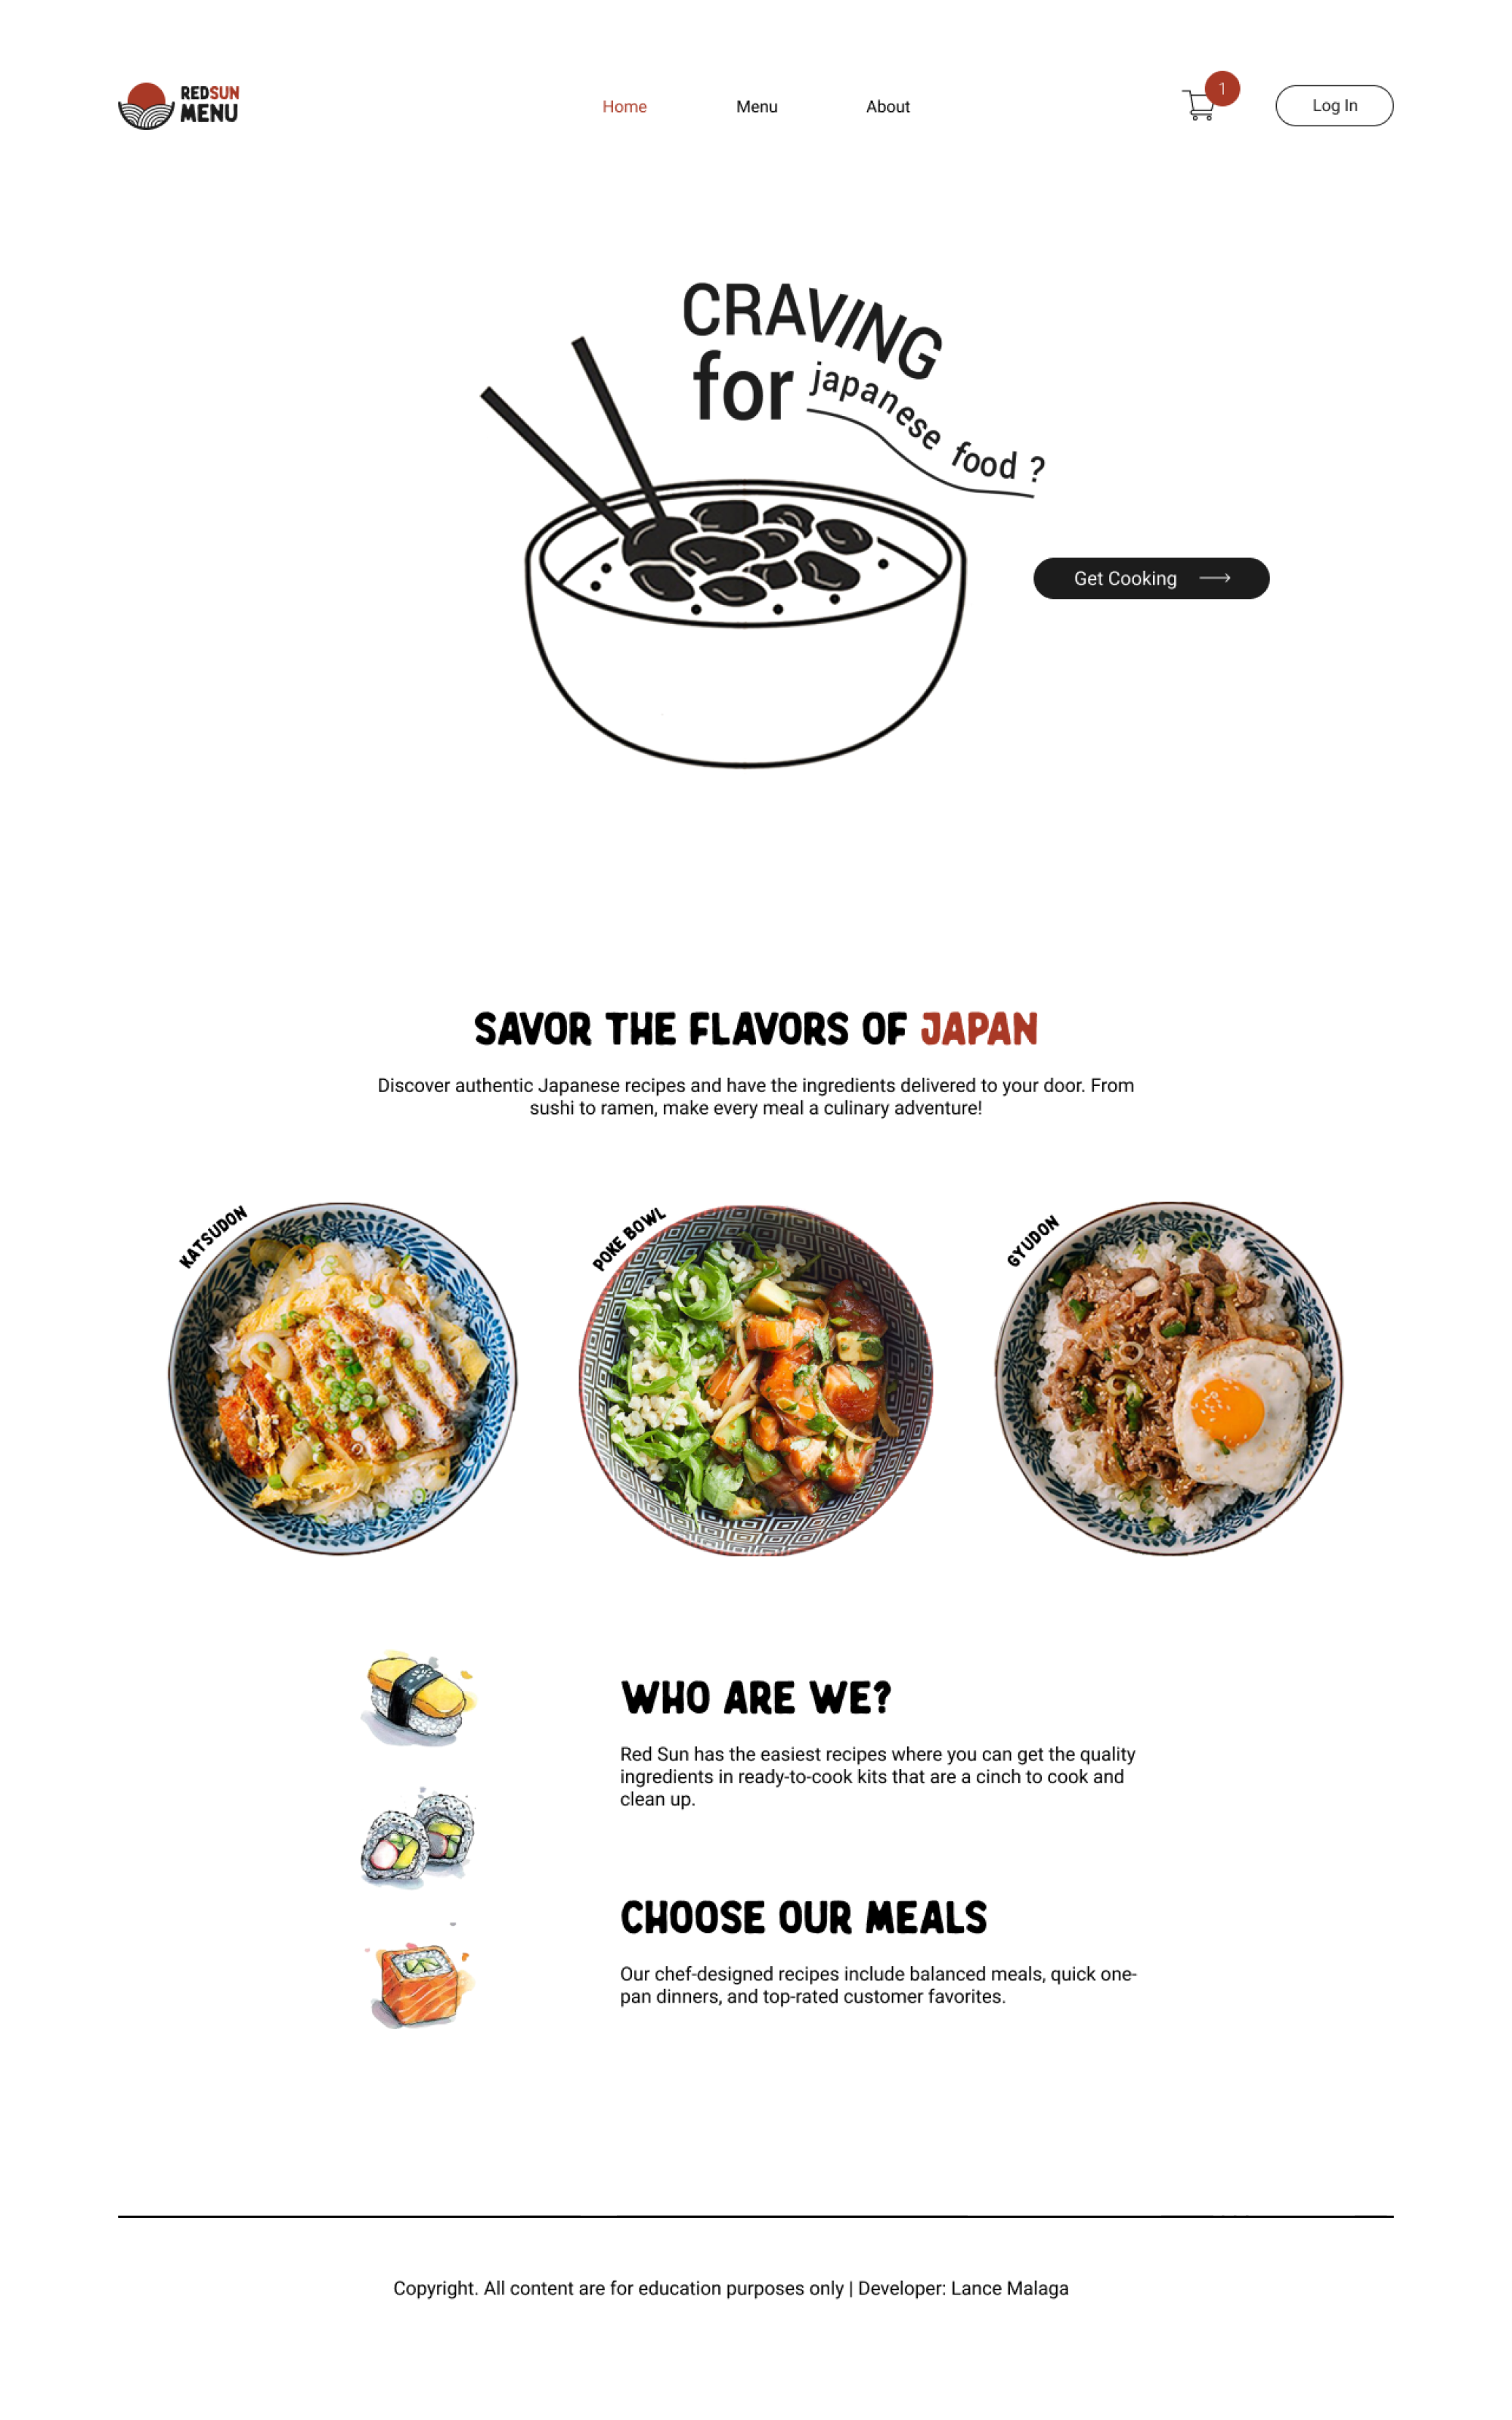 REDSUN
MENU
Home
Menu
About
1
Log In
CRAVING
for japanese food ?
Get Cooking
SAVOR THE FLAVORS OF JAPAN
Discover authentic Japanese recipes and have the ingredients delivered to your door. From
sushi to ramen, make every meal a culinary adventure!
KATSUDON
POKE BOWL
GYUDON
WHO ARE WE?
Red Sun has the easiest recipes where you can get the quality
ingredients in ready-to-cook kits that are a cinch to cook and
clean up.
CHOOSE OUR MEALS
Our chef-designed recipes include balanced meals, quick one-
pan dinners, and top-rated customer favorites.
Copyright. All content are for education purposes only | Developer: Lance Malaga